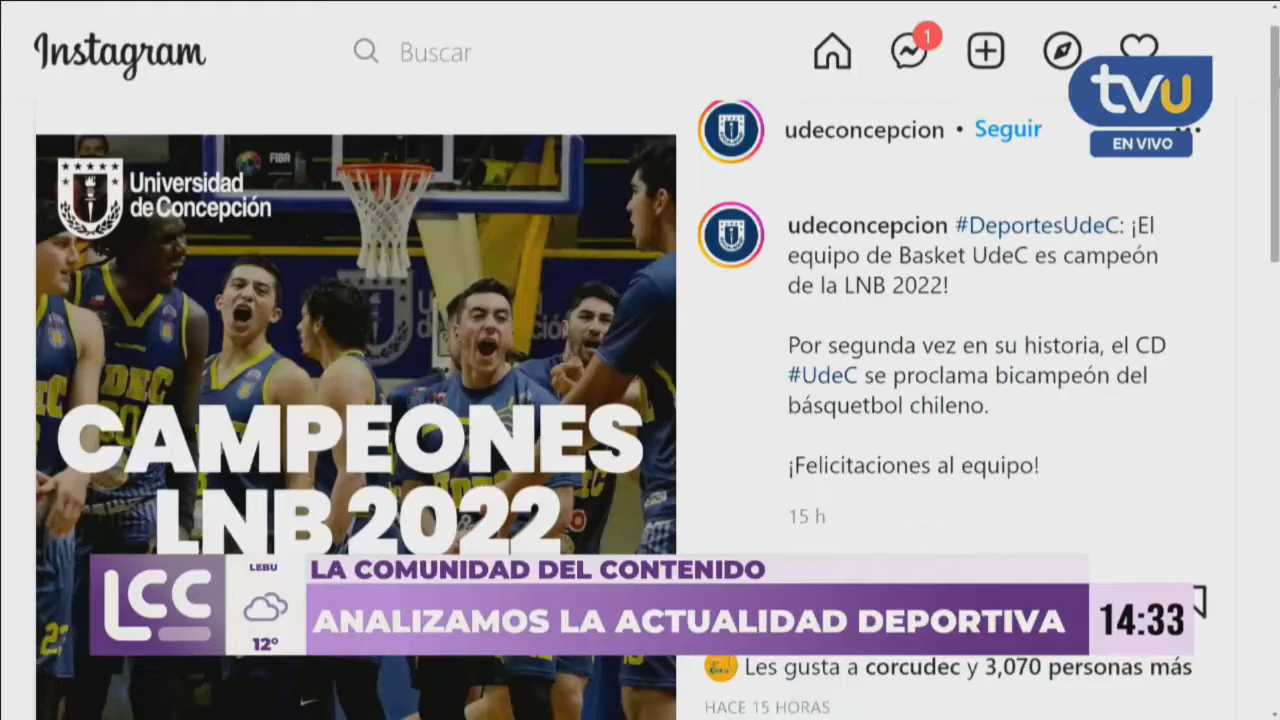 Instagram
Buscar
1
tvu
EN VIVO
udeconcepcion • Seguir
FIBA
Universidad
de Concepción
udeconcepcion #DeportesUdeC: ¡El
equipo de Basket UdeC es campeón
de la LNB 2022!
Por segunda vez en su historia, el CD
#UdeC se proclama bicampeón del
básquetbol chileno.
¡Felicitaciones al equipo!
15 h
CAMPEONES
LNB 2022
LCC
LEBU
12°
LA COMUNIDAD DEL CONTENIDO
ANALIZAMOS LA ACTUALIDAD DEPORTIVA
14:33
Les gusta a corcudec y 3,070 personas más
HACE 15 HORAS